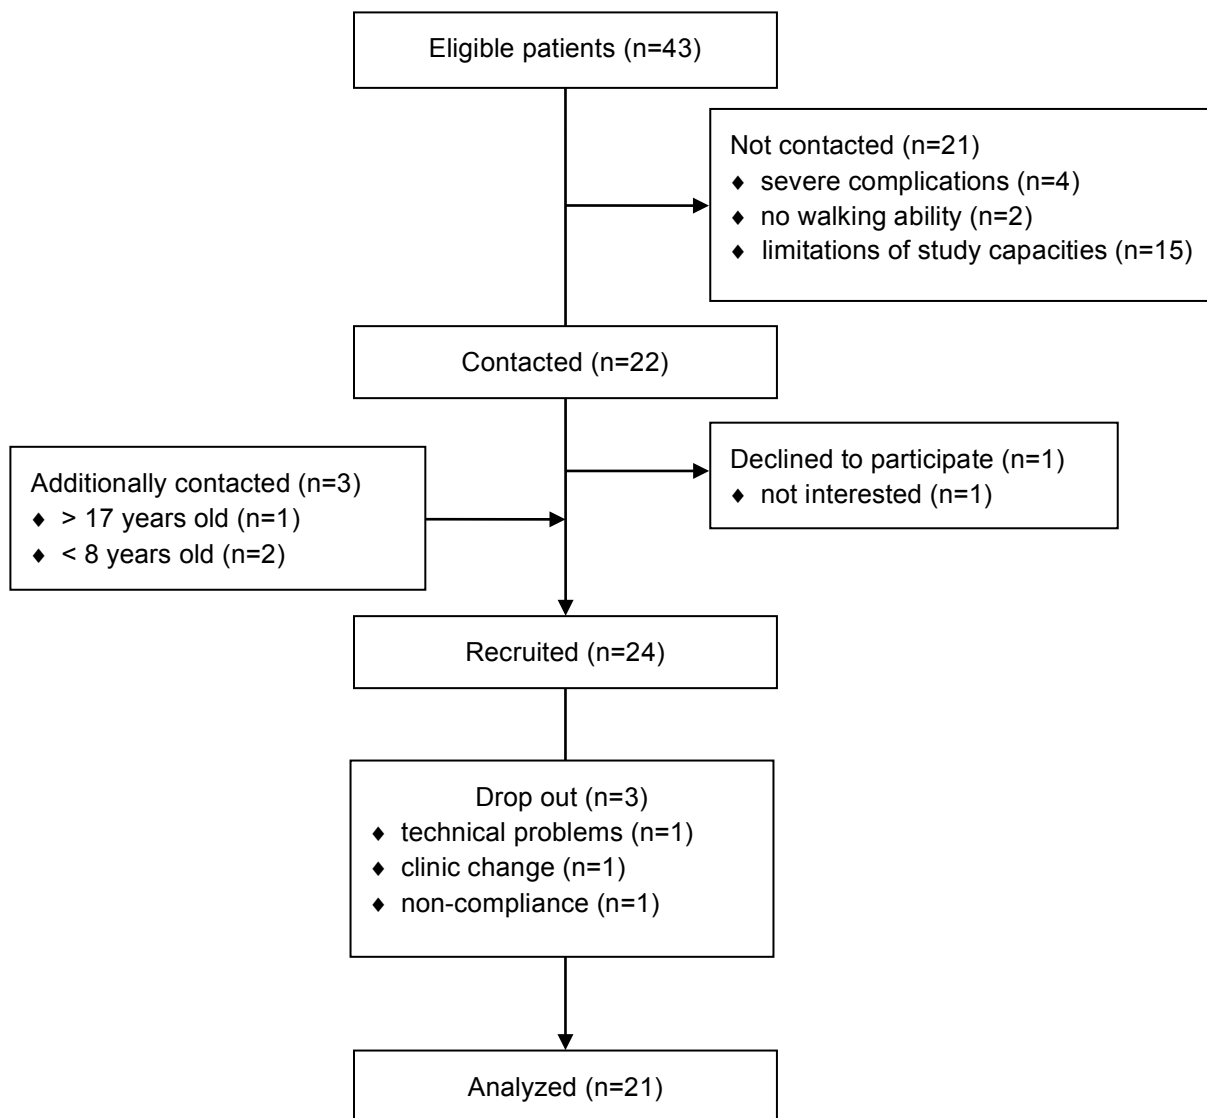 Eligible patients (n=43)
Not contacted (n=21)
♦ severe complications (n=4)
♦ no walking ability (n=2)
♦ limitations of study capacities (n=15)
Contacted (n=22)
Declined to participate (n=1)
♦ not interested (n=1)
Additionally contacted (n=3)
♦ > 17 years old (n=1)
♦ < 8 years old (n=2)
Recruited (n=24)
Drop out (n=3)
♦ technical problems (n=1)
♦ clinic change (n=1)
♦ non-compliance (n=1)
Analyzed (n=21)